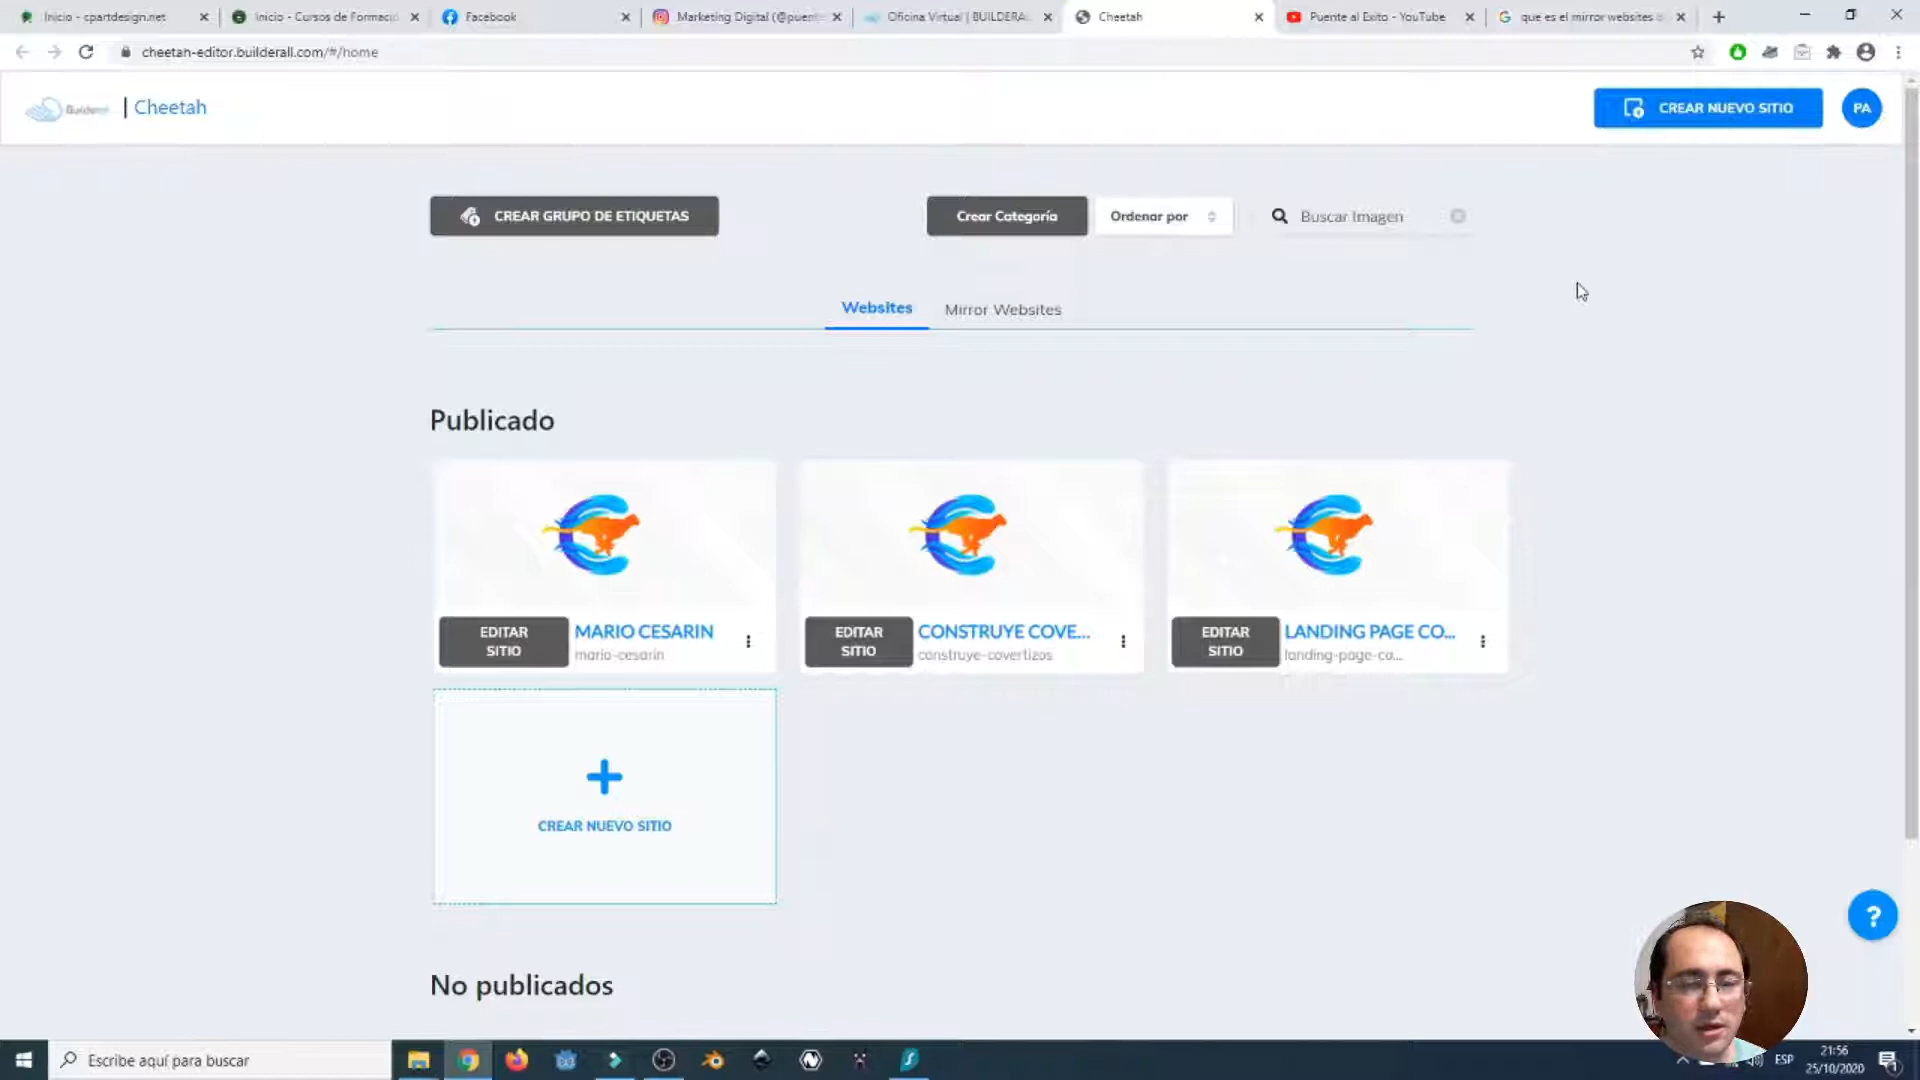 Inicio - cpartdesign.net
Inicio - Cursos de Formació
Facebook
Marketing Digital (@puent
Oficina Virtual | BUILDERA
Cheetah
Puente al Exito - YouTube
que es el mirror websites
cheetah-editor.builderall.com/#/home
Builderall | Cheetah
CREAR NUEVO SITIO
PA
CREAR GRUPO DE ETIQUETAS
Crear Categoría
Ordenar por
Buscar Imagen
Websites
Mirror Websites
Publicado
EDITAR SITIO
MARIO CESARIN
mario-cesarin
EDITAR SITIO
CONSTRUYE COVE...
construye-covertizos
EDITAR SITIO
LANDING PAGE CO...
landing-page-co...
CREAR NUEVO SITIO
?
No publicados
Escribe aquí para buscar
ESP
21:56
25/10/2020